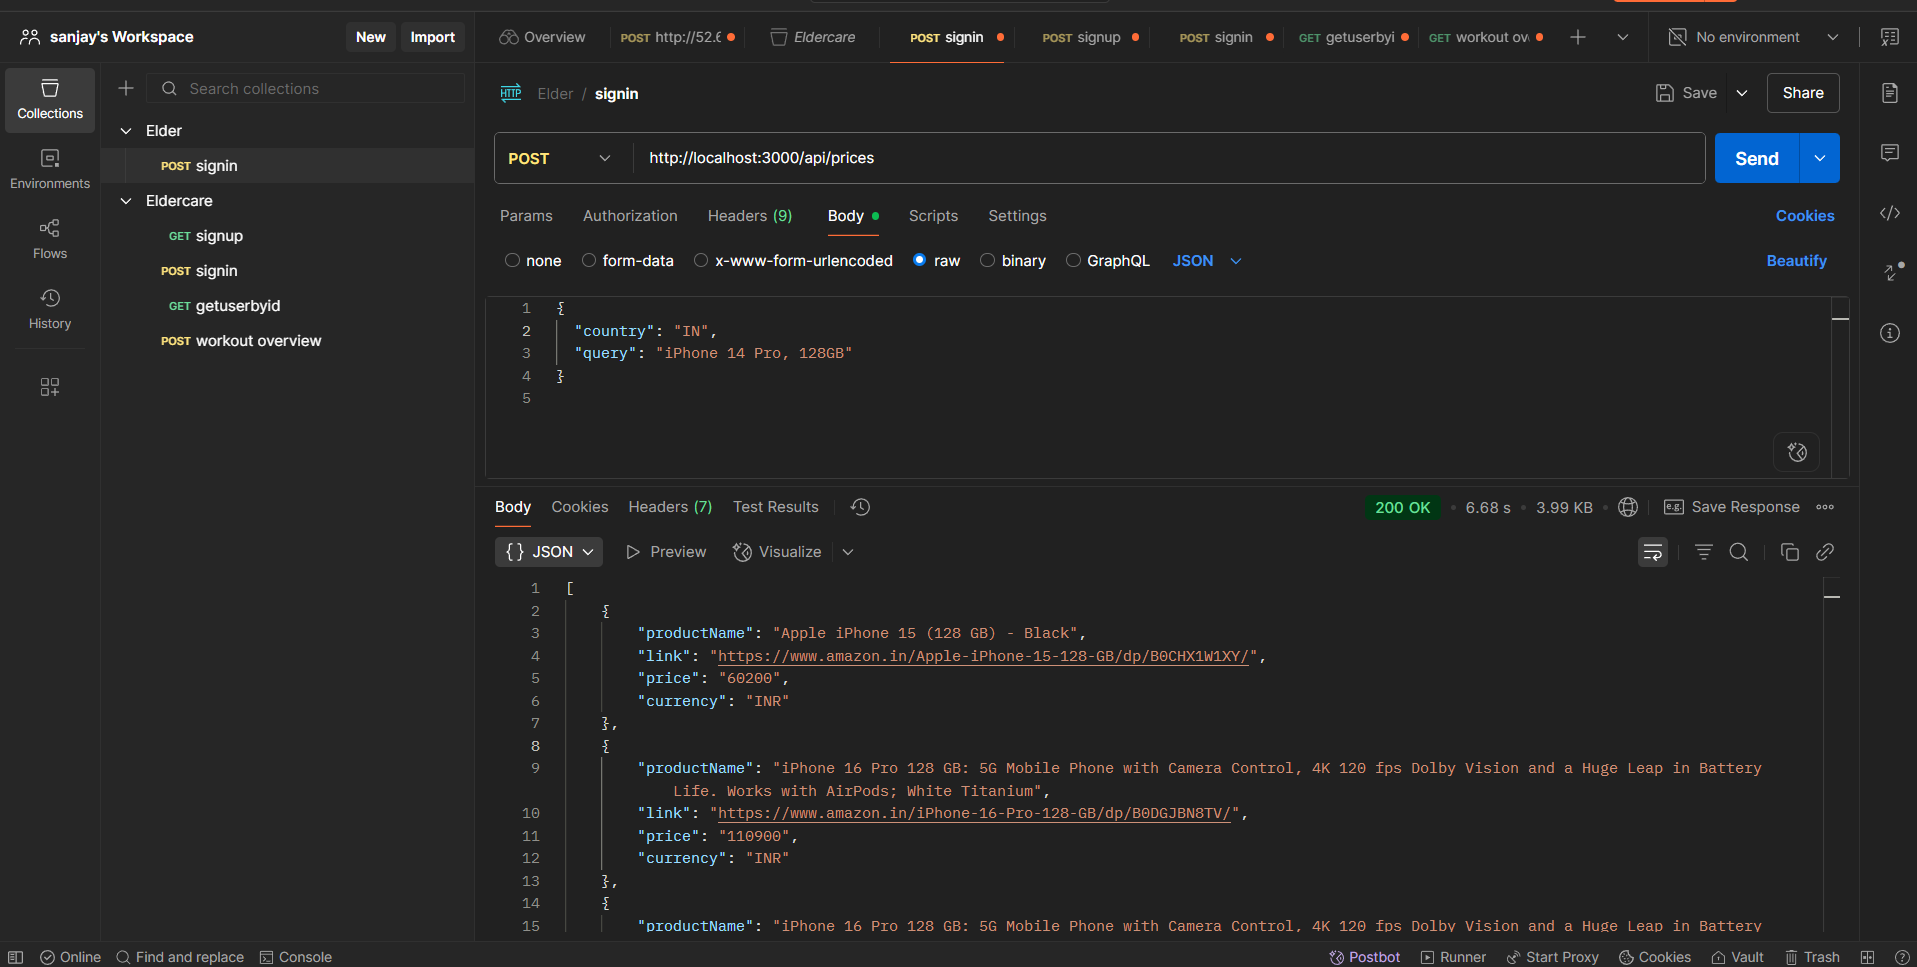 sanjay's Workspace
New
Import
Overview
POST http://52.6
Eldercare
POST signin
POST signup
POST signin
GET getuserbyi
GET workout ov
No environment
Collections
Environments
Flows
History
Search collections
Elder
POST signin
Eldercare
GET signup
POST signin
GET getuserbyid
POST workout overview
HTTP Elder / signin
Save
Share
POST
http://localhost:3000/api/prices
Send
Params
Authorization
Headers (9)
Body
Scripts
Settings
Cookies
none
form-data
x-www-form-urlencoded
raw
binary
GraphQL
JSON
Beautify
1 {
2 "country": "IN",
3 "query": "iPhone 14 Pro, 128GB"
4 }
5
Body
Cookies
Headers (7)
Test Results
200 OK
6.68 s
3.99 KB
e.g. Save Response
{} JSON
Preview
Visualize
1 [
2 {
3 "productName": "Apple iPhone 15 (128 GB) - Black",
4 "link": "https://www.amazon.in/Apple-iPhone-15-128-GB/dp/B0CHX1W1XY/",
5 "price": "60200",
6 "currency": "INR"
7 },
8 {
9 "productName": "iPhone 16 Pro 128 GB: 5G Mobile Phone with Camera Control, 4K 120 fps Dolby Vision and a Huge Leap in Battery
Life. Works with AirPods; White Titanium",
10 "link": "https://www.amazon.in/iPhone-16-Pro-128-GB/dp/B0DGJBN8TV/",
11 "price": "110900",
12 "currency": "INR"
13 },
14 {
15 "productName": "iPhone 16 Pro 128 GB: 5G Mobile Phone with Camera Control, 4K 120 fps Dolby Vision and a Huge Leap in Battery
Online
Find and replace
Console
Postbot
Runner
Start Proxy
Cookies
Vault
Trash